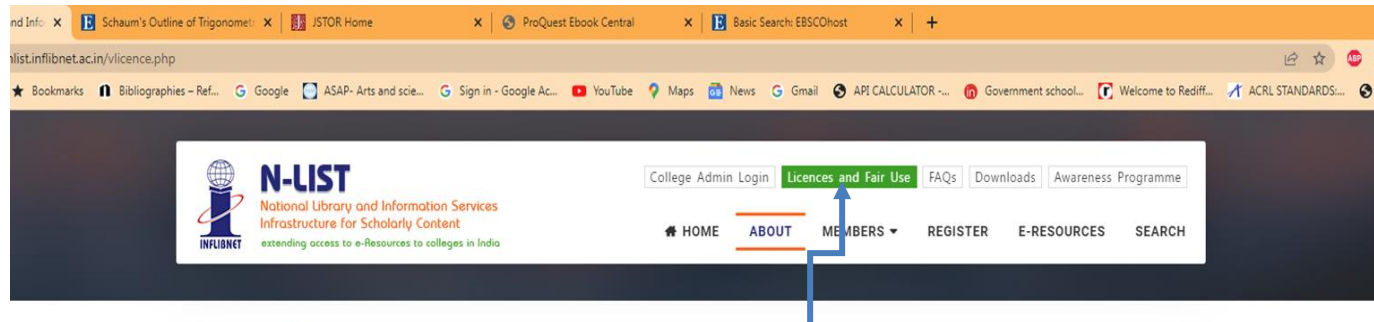 nd Info
Schaum's Outline of Trigonomet
JSTOR Home
ProQuest Ebook Central
Basic Search: EBSCOhost
nlist.inflibnet.ac.in/vlicence.php
ABP
Bookmarks
Bibliographies – Ref...
Google
ASAP- Arts and scie...
Sign in - Google Ac...
YouTube
Maps
News
Gmail
API CALCULATOR -...
Government school...
Welcome to Rediff...
ACRL STANDARDS:...
INFLIBNET
N-LIST
National Library and Information Services
Infrastructure for Scholarly Content
extending access to e-Resources to colleges in India
College Admin Login
Licences and Fair Use
FAQs
Downloads
Awareness Programme
HOME
ABOUT
MEMBERS
REGISTER
E-RESOURCES
SEARCH